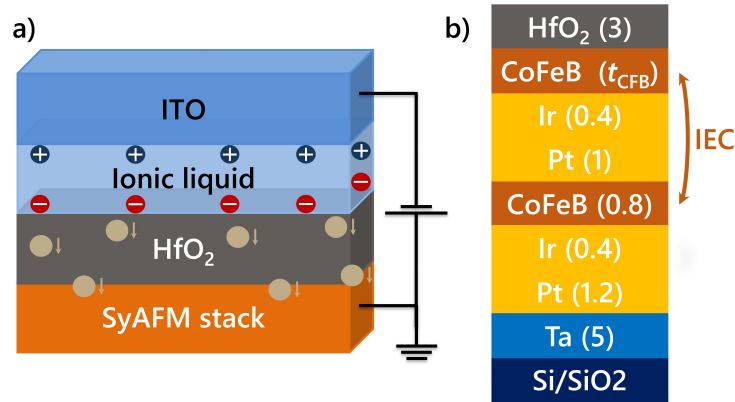 a)
ITO
+ + + + +
Ionic liquid
− − − − −
HfO₂
SyAFM stack
b)
HfO₂ (3)
CoFeB (t_CFB)
Ir (0.4)
Pt (1)
IEC
CoFeB (0.8)
Ir (0.4)
Pt (1.2)
Ta (5)
Si/SiO2